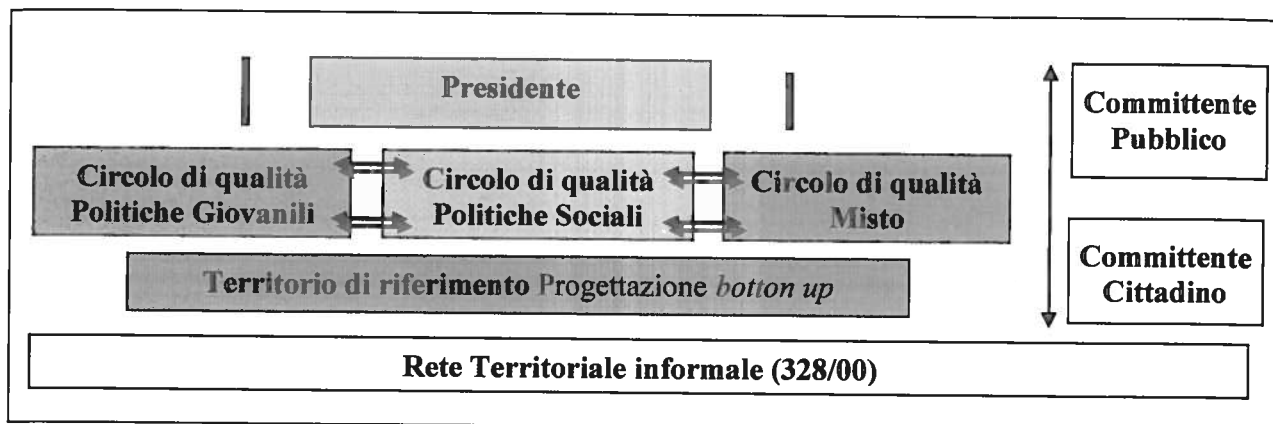 Presidente
Committente
Pubblico
Circolo di qualità
Politiche Giovanili
Circolo di qualità
Politiche Sociali
Circolo di qualità
Misto
Territorio di riferimento Progettazione botton up
Committente
Cittadino
Rete Territoriale informale (328/00)